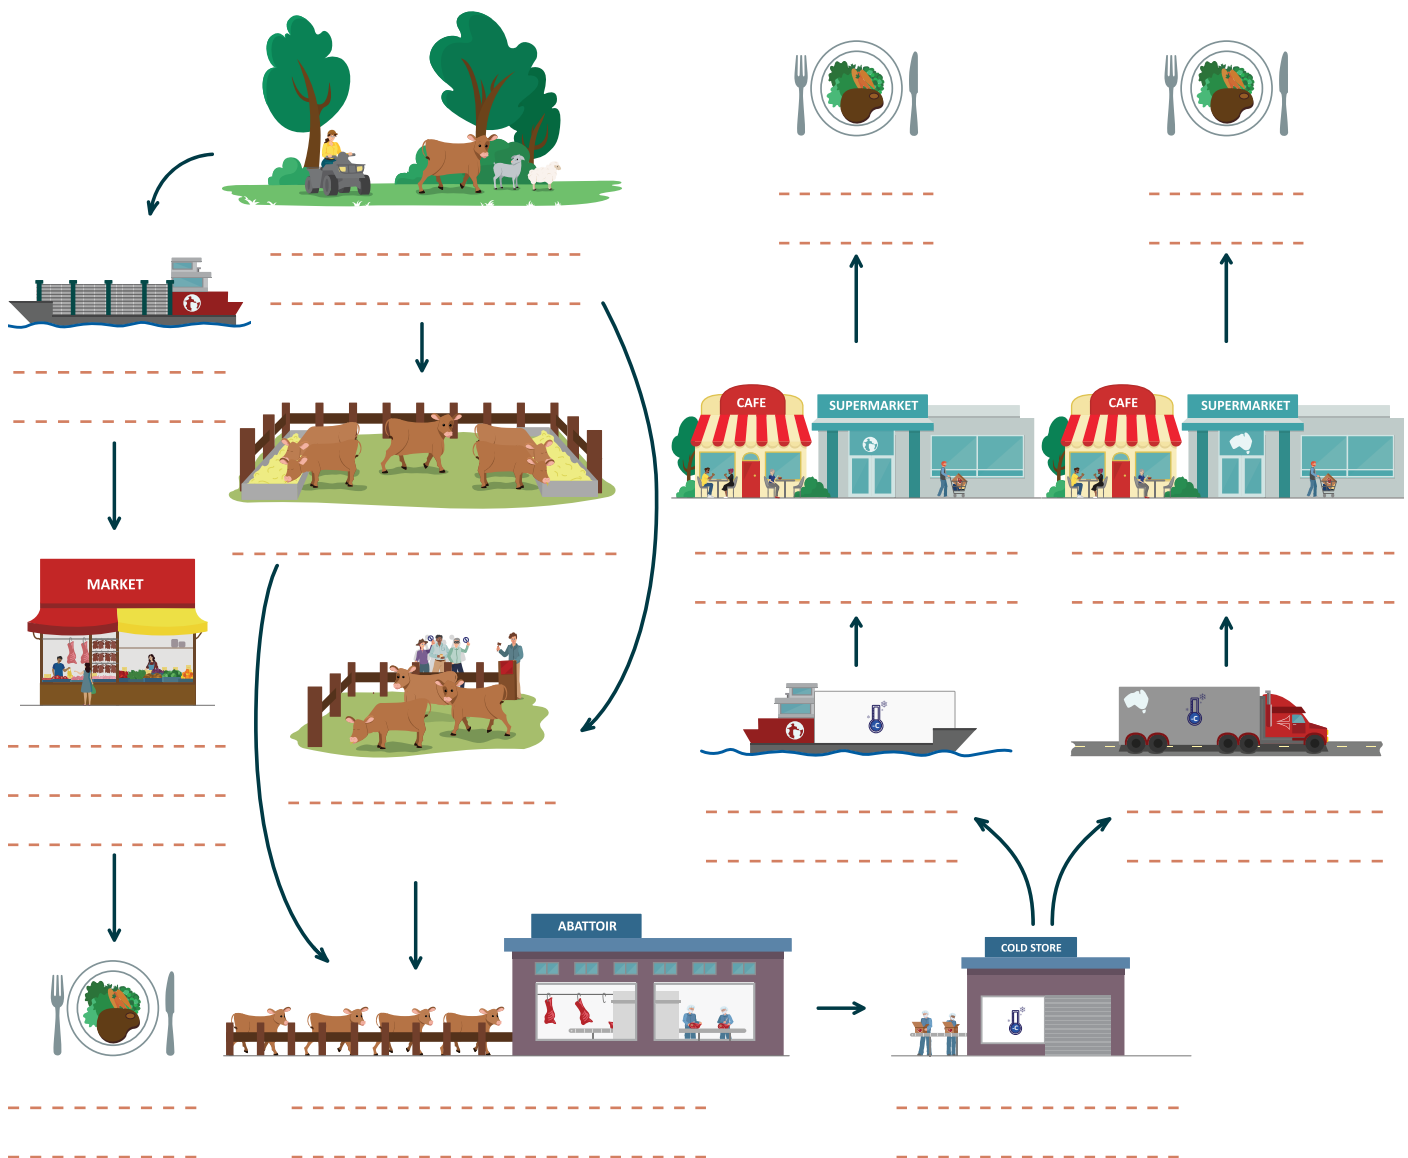 CAFE
SUPERMARKET
CAFE
SUPERMARKET
MARKET
-C
-C
ABATTOIR
COLD STORE
-C